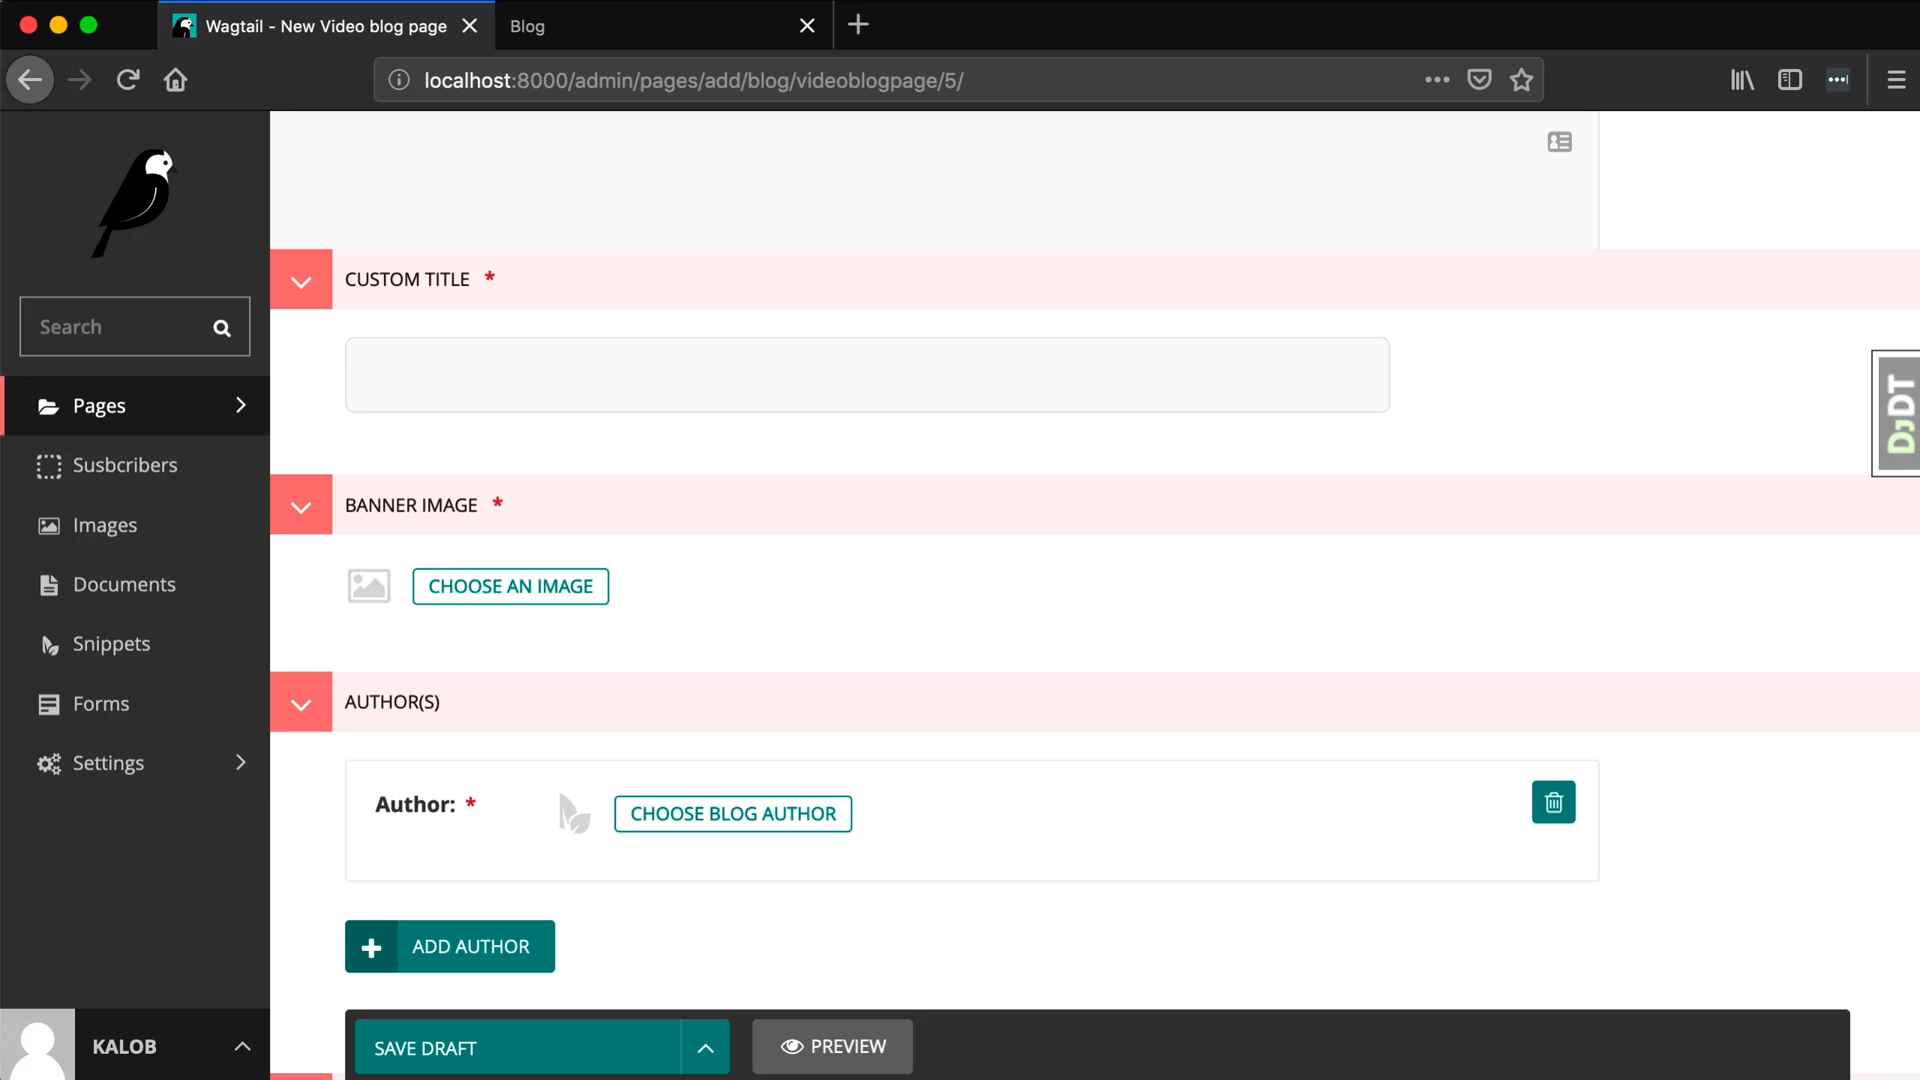 Wagtail - New Video blog page
Blog
localhost:8000/admin/pages/add/blog/videoblogpage/5/
Search
Pages
Susbcribers
Images
Documents
Snippets
Forms
Settings
KALOB
CUSTOM TITLE *
BANNER IMAGE *
CHOOSE AN IMAGE
AUTHOR(S)
Author: *
CHOOSE BLOG AUTHOR
ADD AUTHOR
SAVE DRAFT
PREVIEW
DJDT